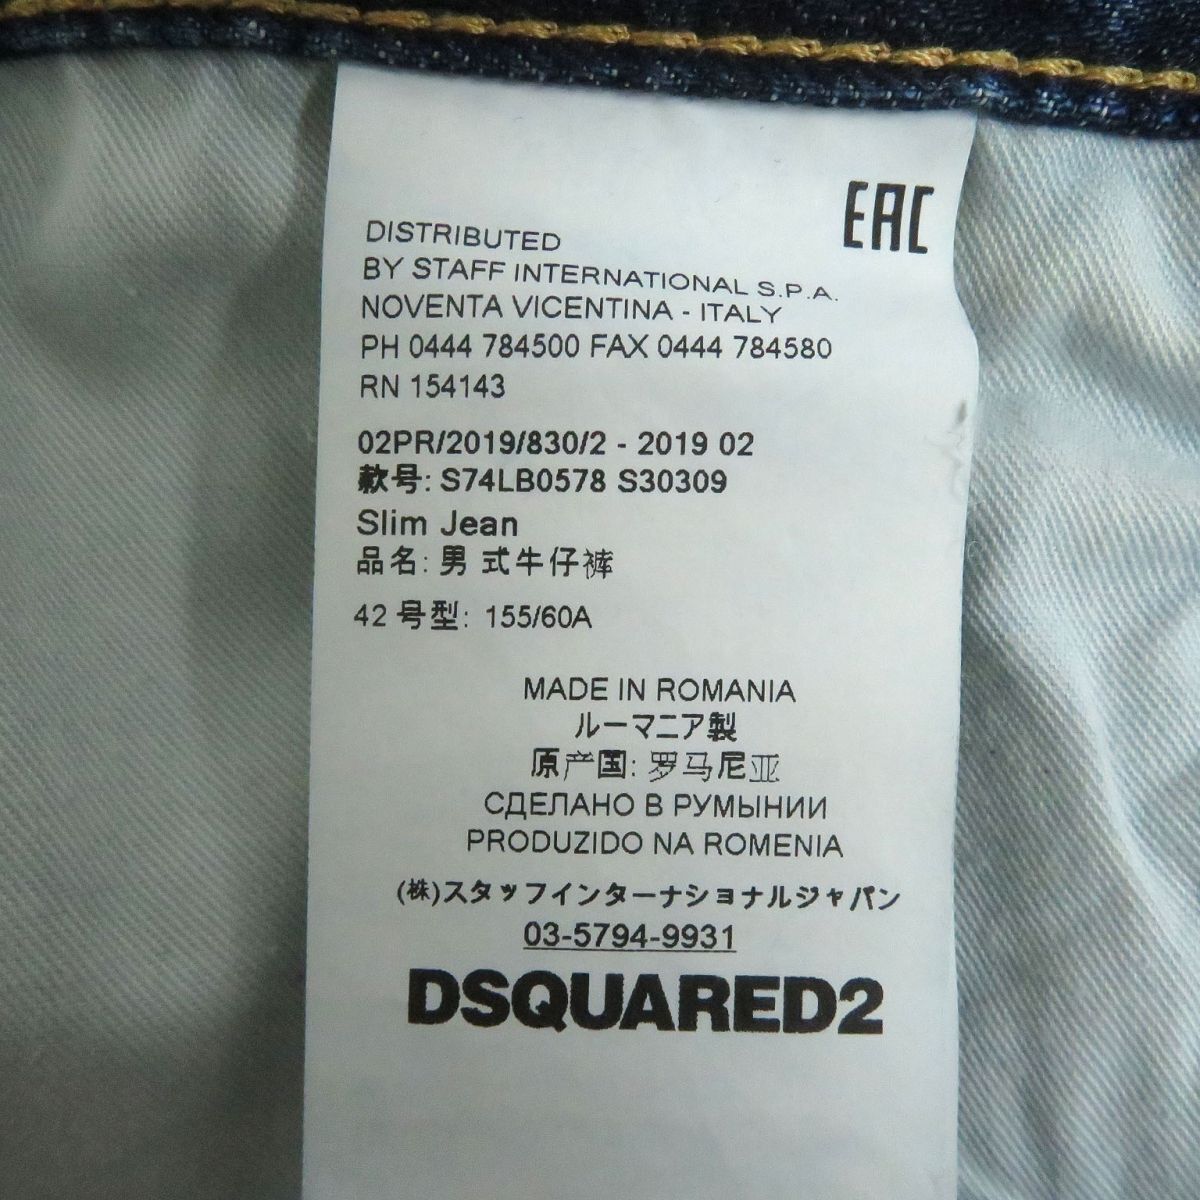 EAC
DISTRIBUTED
BY STAFF INTERNATIONAL S.P.A.
NOVENTA VICENTINA - ITALY
PH 0444 784500 FAX 0444 784580
RN 154143
02PR/2019/830/2 - 2019 02
款号: S74LB0578 S30309
Slim Jean
品名: 男 式牛仔裤
42 号型: 155/60A
MADE IN ROMANIA
ルーマニア製
原产国: 罗马尼亚
СДЕЛАНО В РУМЫНИИ
PRODUZIDO NA ROMENIA
(株)スタッフインターナショナルジャパン
03-5794-9931
DSQUARED2